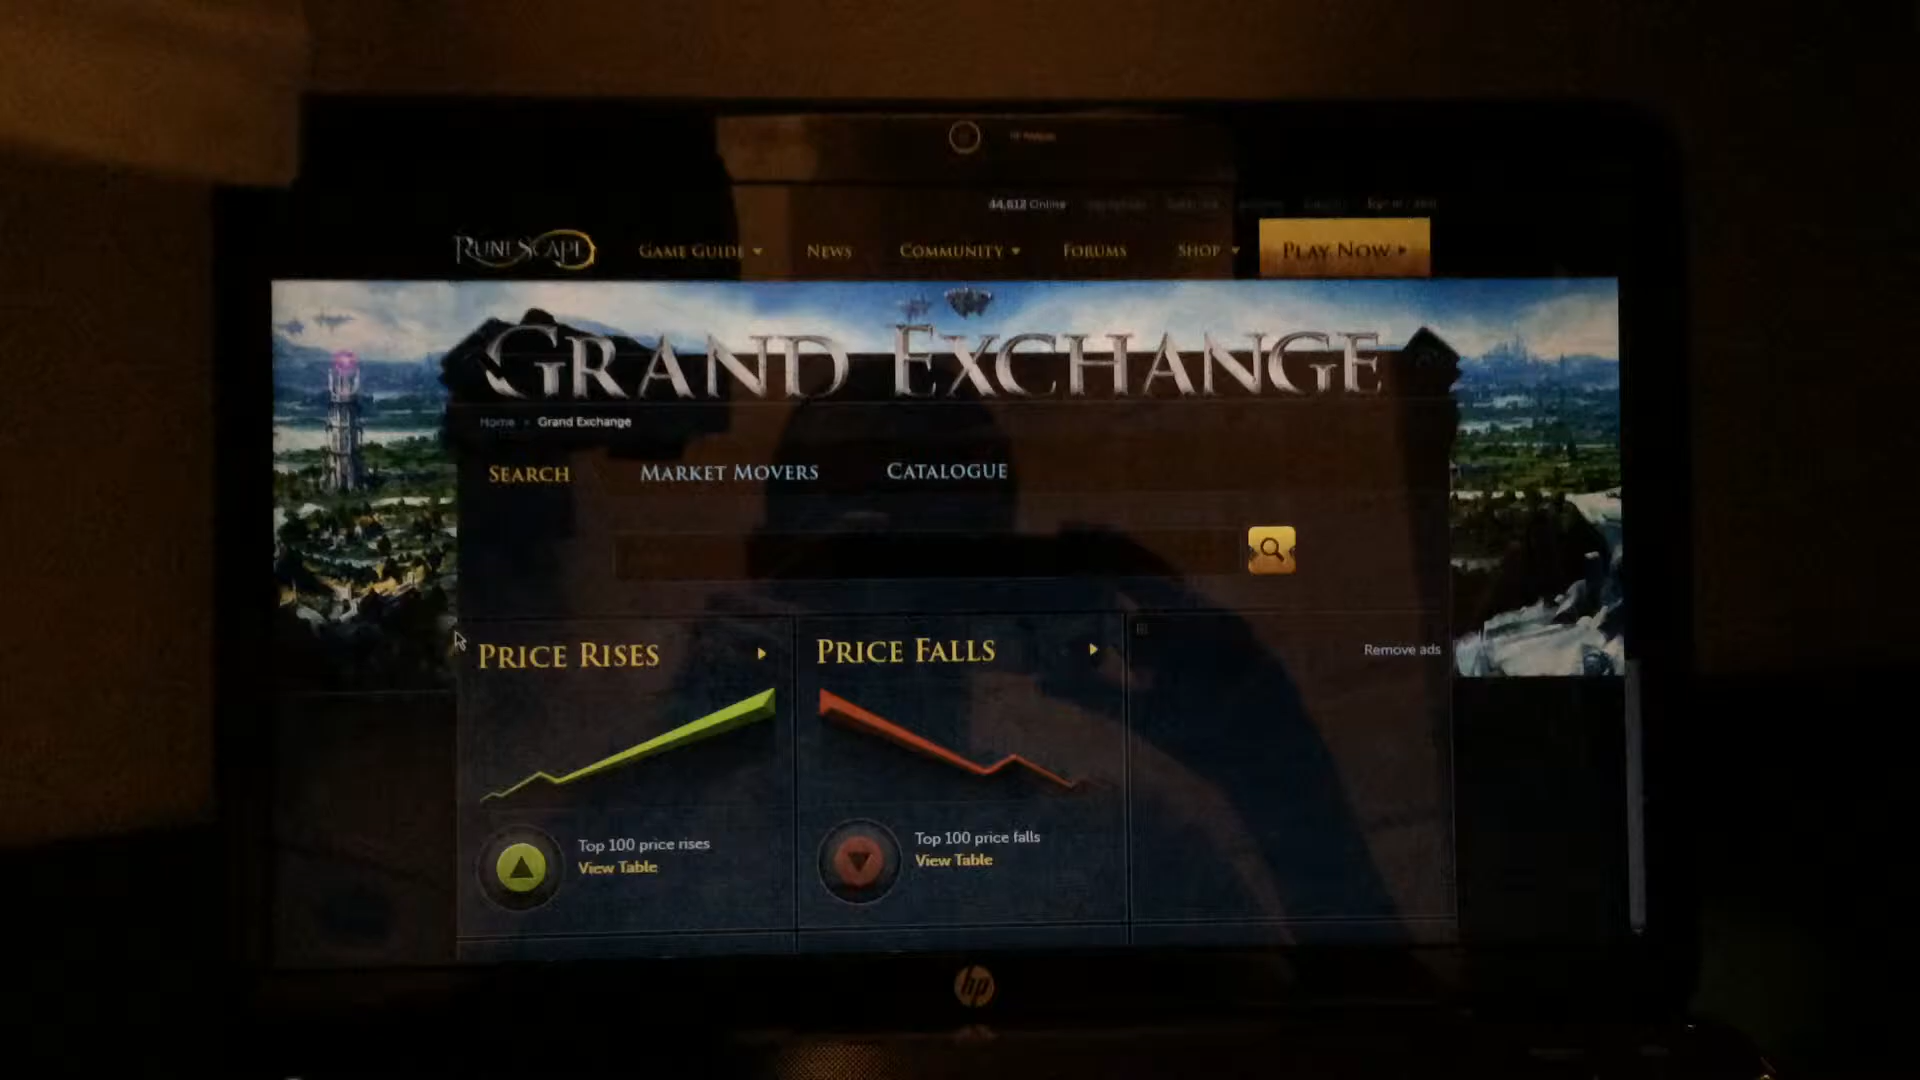 44,812 Online
RUNESCAPE
GAME GUIDE
NEWS
COMMUNITY
FORUMS
SHOP
PLAY NOW
GRAND EXCHANGE
Home
Grand Exchange
SEARCH
MARKET MOVERS
CATALOGUE
PRICE RISES
PRICE FALLS
Remove ads
Top 100 price rises
View Table
Top 100 price falls
View Table
hp